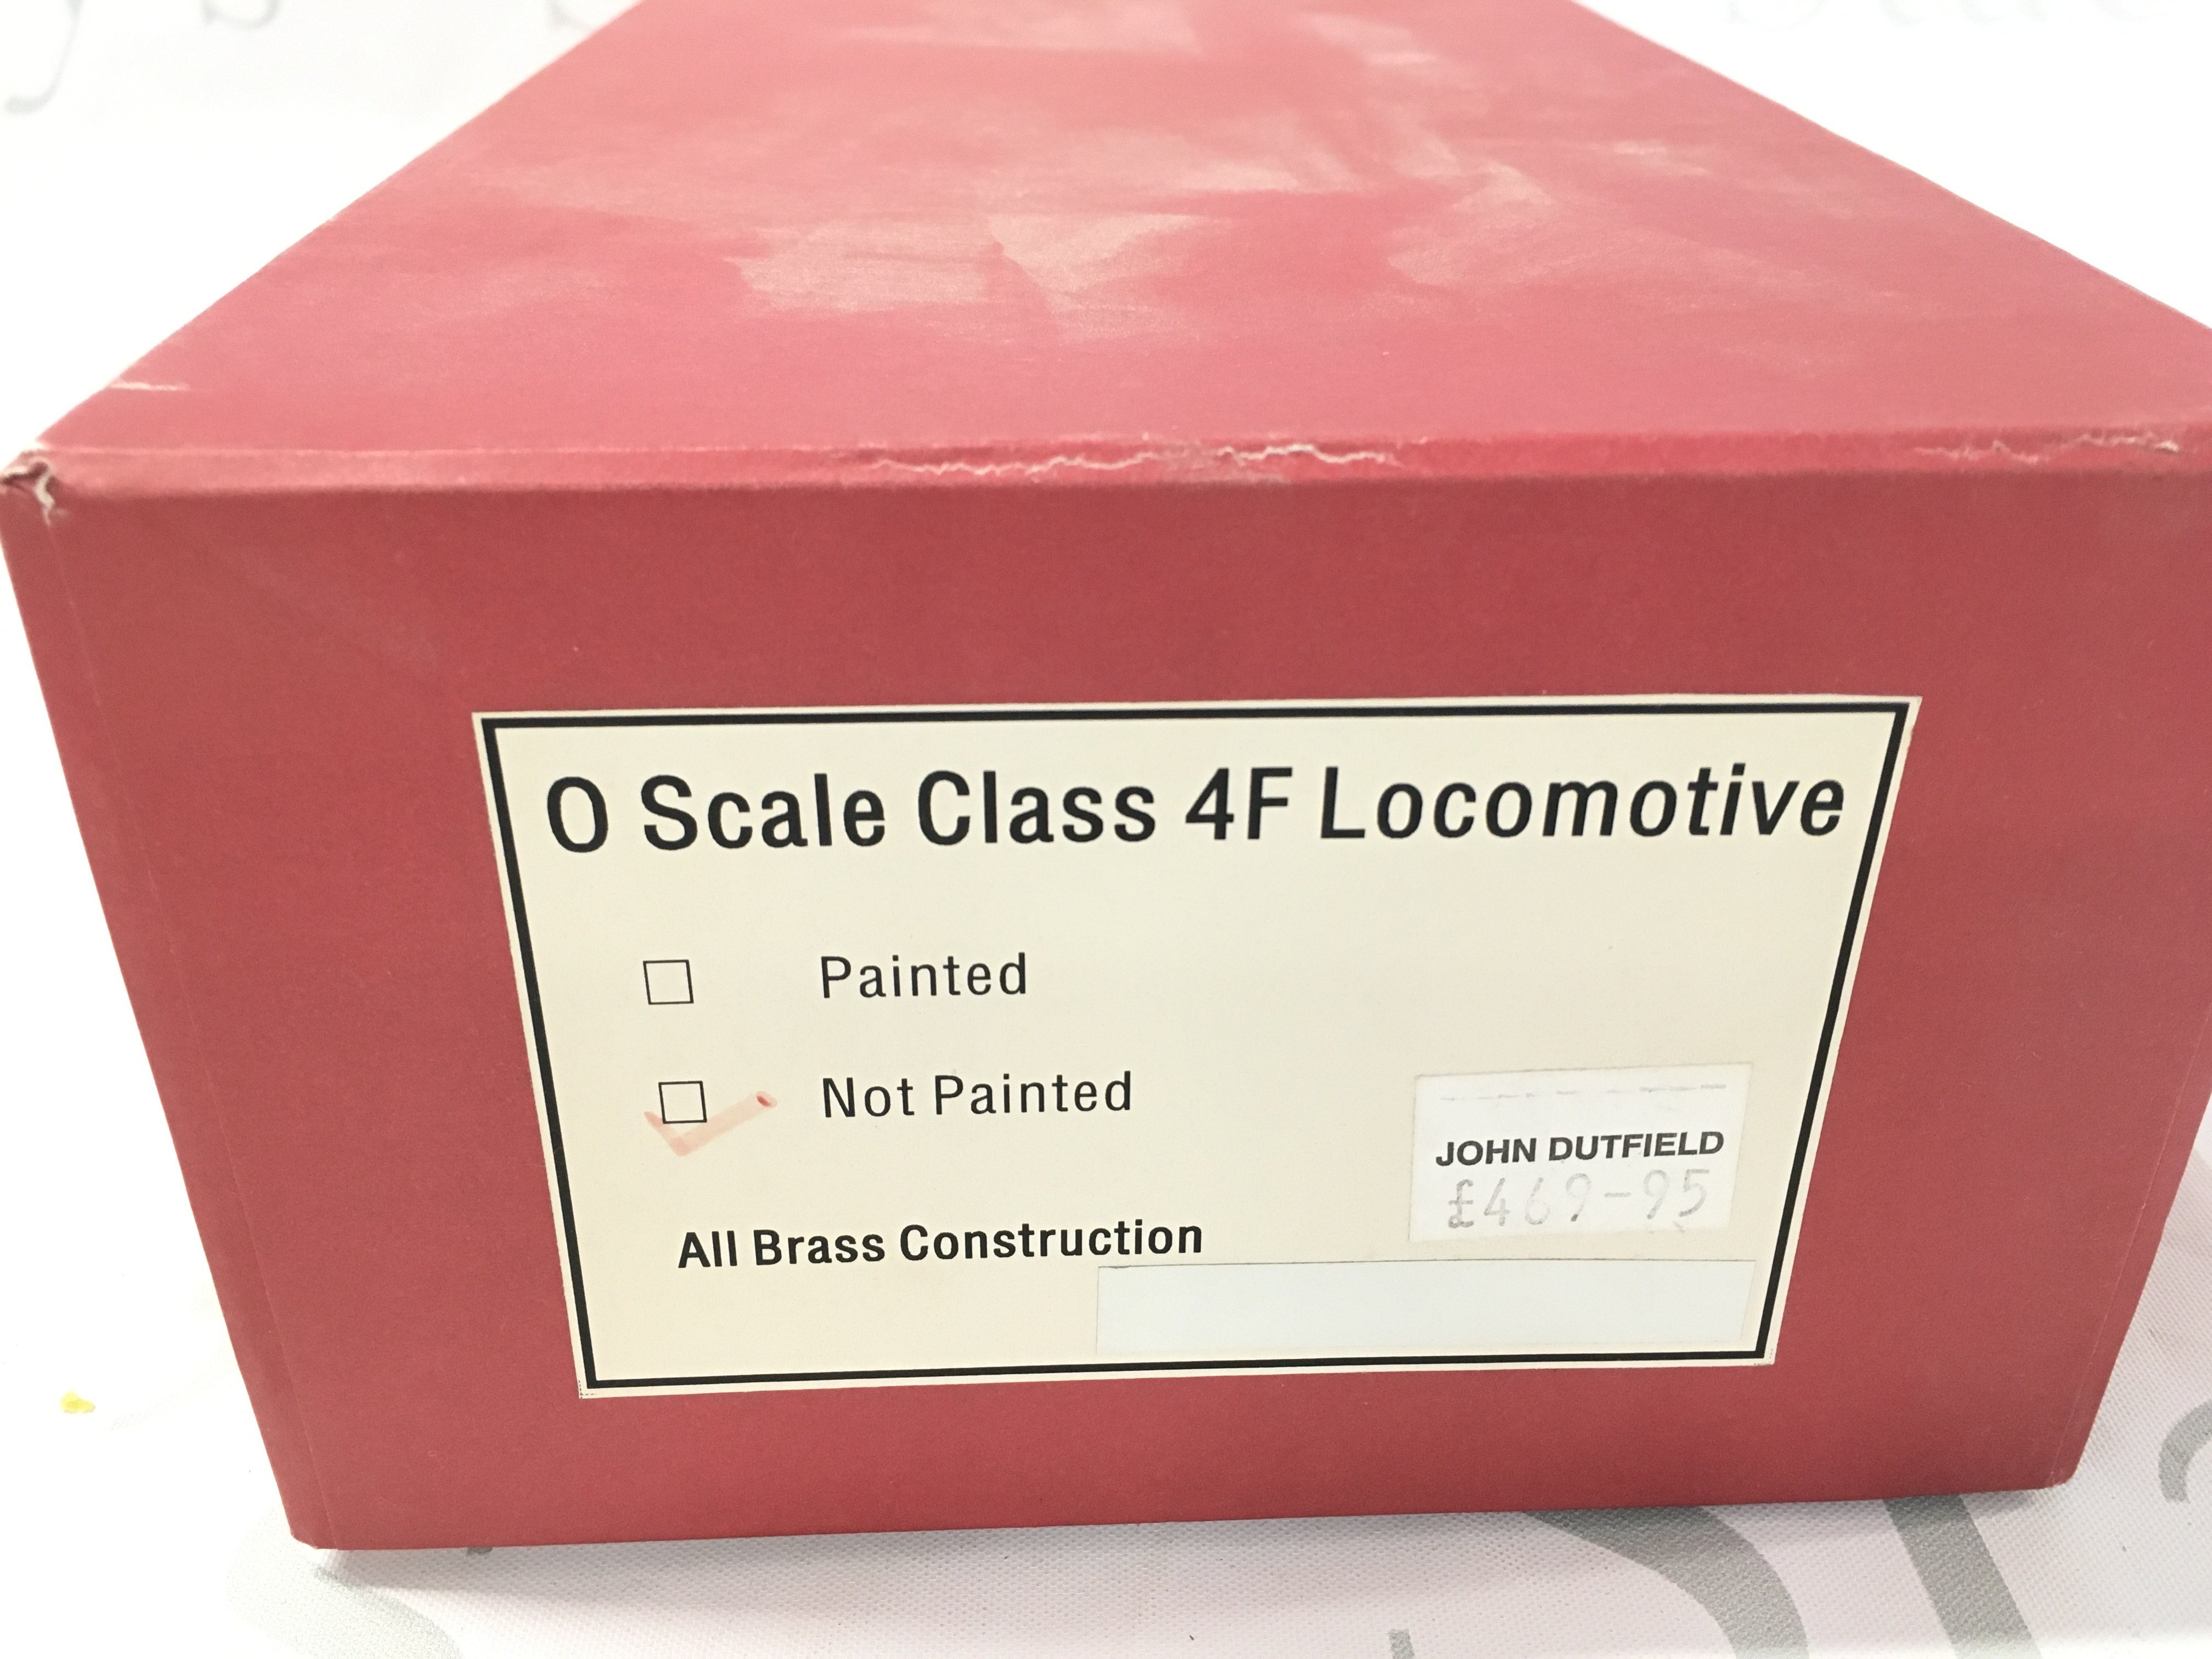 O Scale Class 4F Locomotive
Painted
Not Painted
JOHN DUTFIELD
£469-95
All Brass Construction